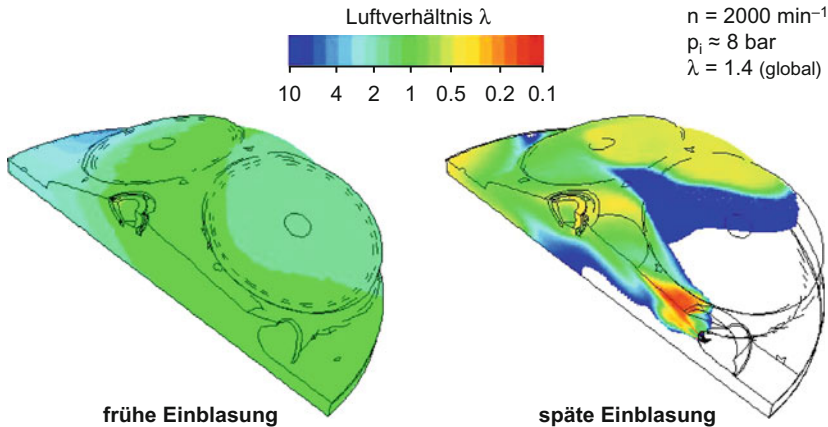 Luftverhältnis λ
10 4 2 1 0.5 0.2 0.1
n = 2000 min⁻¹
pᵢ ≈ 8 bar
λ = 1.4 (global)
frühe Einblasung
späte Einblasung